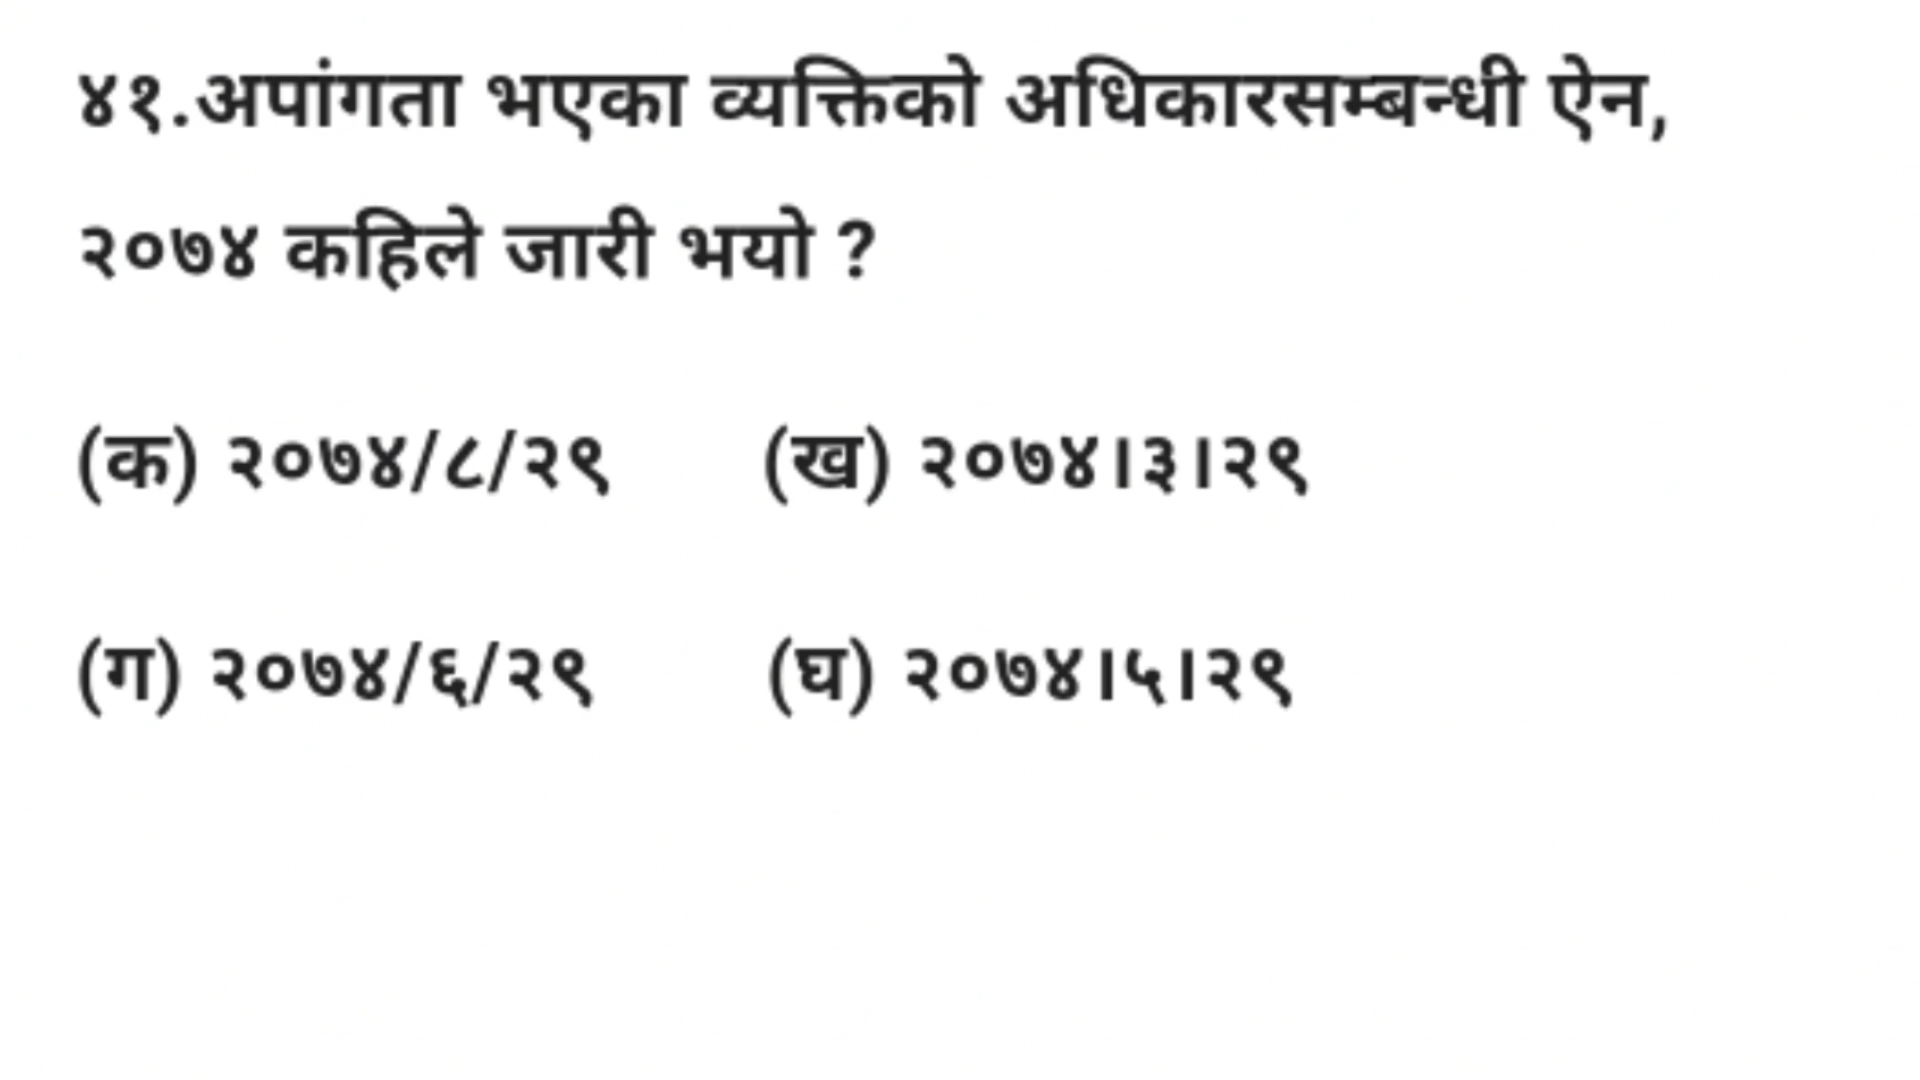 ४१.अपांगता भएका व्यक्तिको अधिकारसम्बन्धी ऐन,
२०७४ कहिले जारी भयो ?
(क) २०७४/८/२९ (ख) २०७४।३।२९
(ग) २०७४/६/२९ (घ) २०७४।५।२९